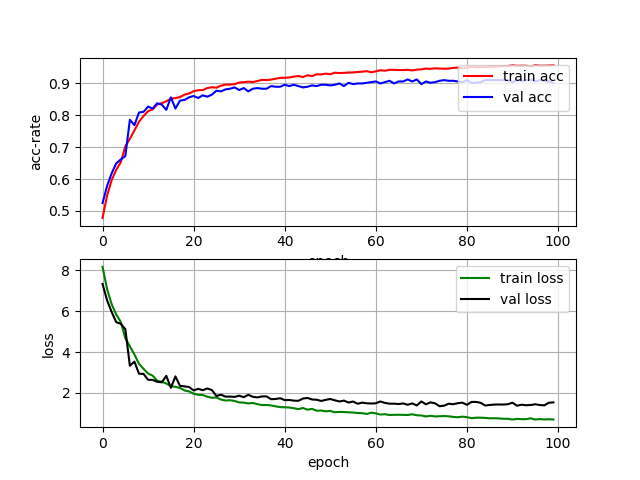 0.9
0.8
0.7
0.6
0.5
acc-rate
train acc
val acc
0 20 40 60 80 100
epoch
8
6
4
2
loss
train loss
val loss
0 20 40 60 80 100
epoch